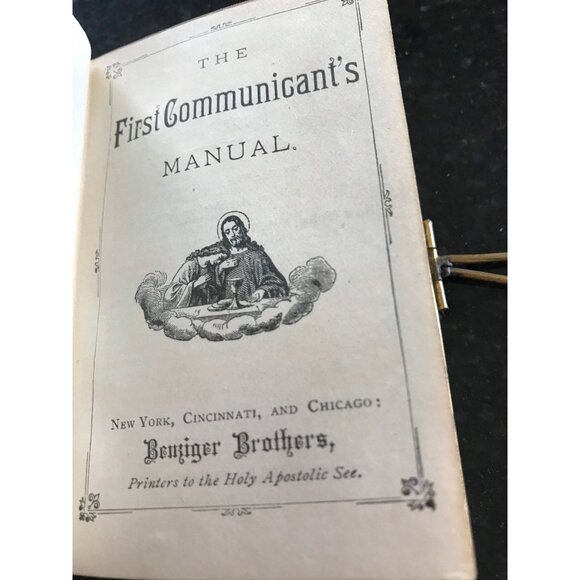 THE
First Communicant's
MANUAL.
NEW YORK, CINCINNATI, AND CHICAGO:
Benziger Brothers,
Printers to the Holy Apostolic See.